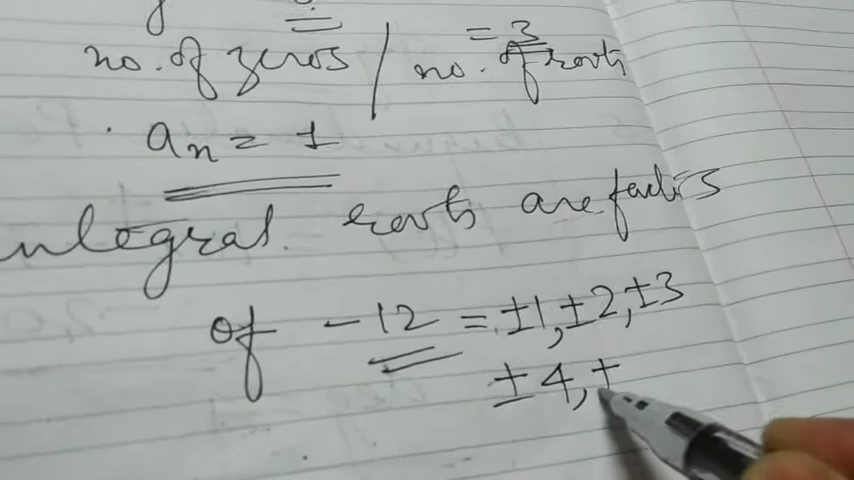 = 3
no. of zeros / no. of roots
aₙ = 1
integral roots are factors
of -12 = ±1, ±2, ±3
±4, ±